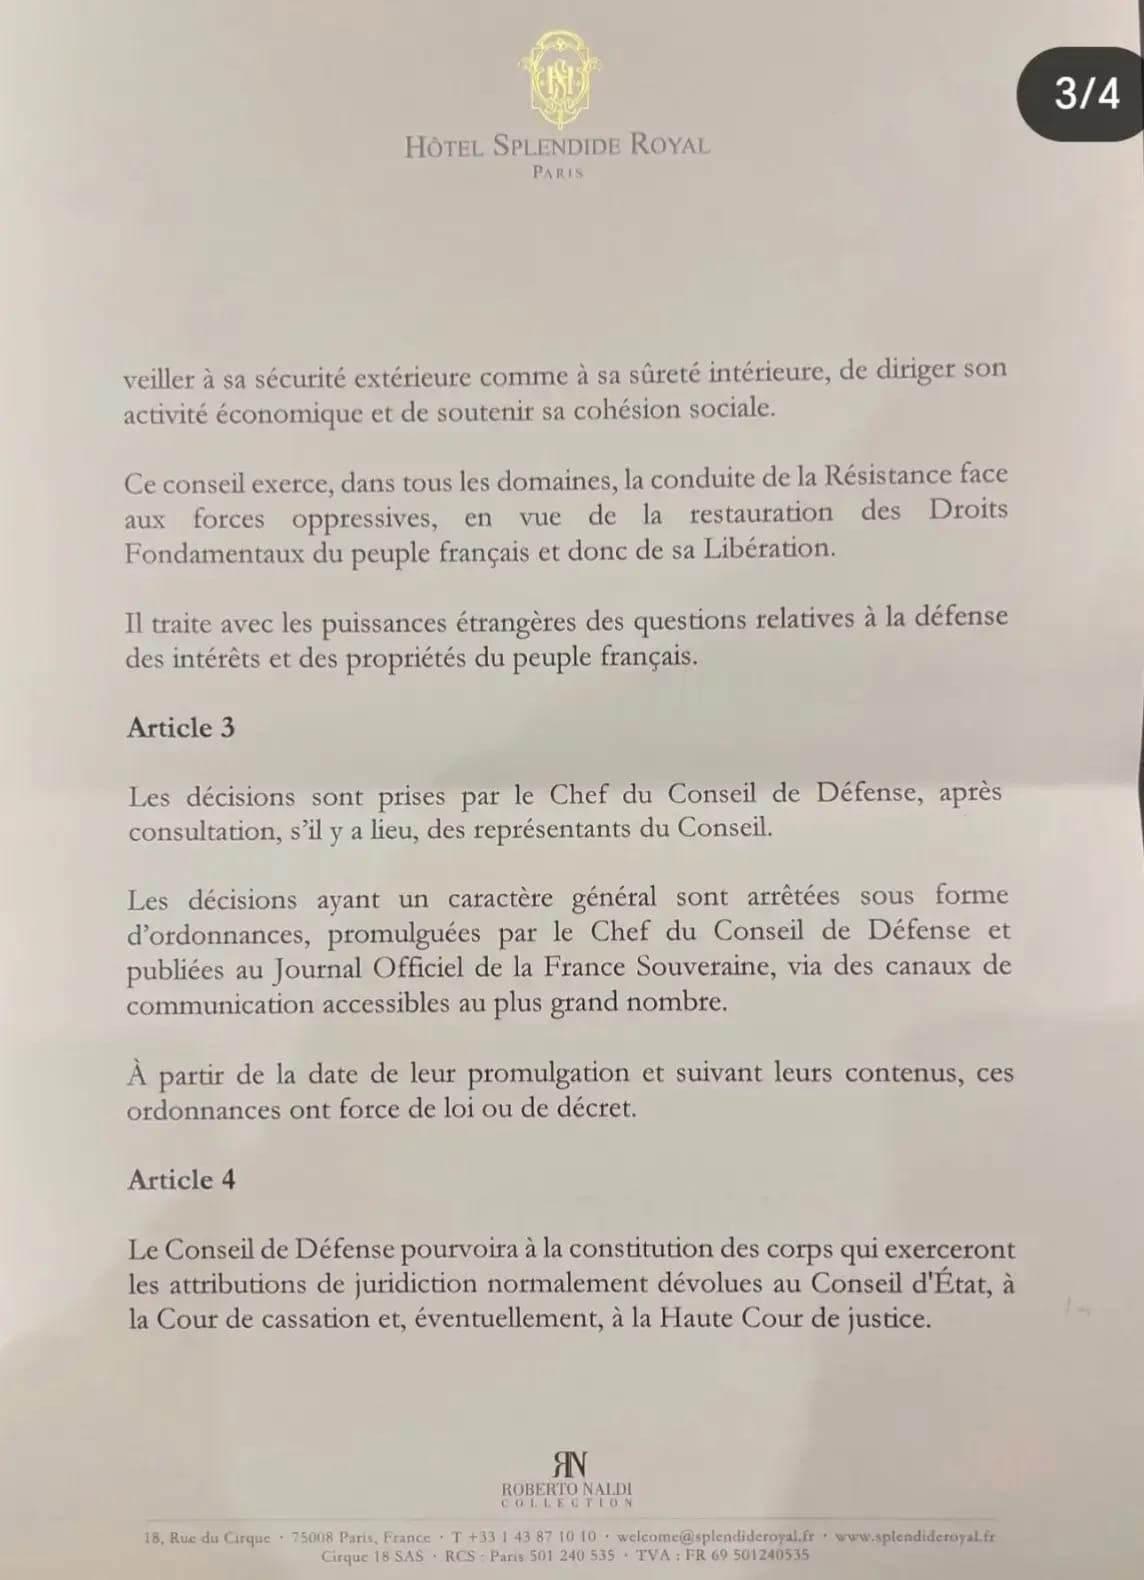 3/4
HÔTEL SPLENDIDE ROYAL
PARIS
veiller à sa sécurité extérieure comme à sa sûreté intérieure, de diriger son
activité économique et de soutenir sa cohésion sociale.
Ce conseil exerce, dans tous les domaines, la conduite de la Résistance face
aux forces oppressives, en vue de la restauration des Droits
Fondamentaux du peuple français et donc de sa Libération.
Il traite avec les puissances étrangères des questions relatives à la défense
des intérêts et des propriétés du peuple français.
Article 3
Les décisions sont prises par le Chef du Conseil de Défense, après
consultation, s'il y a lieu, des représentants du Conseil.
Les décisions ayant un caractère général sont arrêtées sous forme
d'ordonnances, promulguées par le Chef du Conseil de Défense et
publiées au Journal Officiel de la France Souveraine, via des canaux de
communication accessibles au plus grand nombre.
À partir de la date de leur promulgation et suivant leurs contenus, ces
ordonnances ont force de loi ou de décret.
Article 4
Le Conseil de Défense pourvoira à la constitution des corps qui exerceront
les attributions de juridiction normalement dévolues au Conseil d'État, à
la Cour de cassation et, éventuellement, à la Haute Cour de justice.
RN
ROBERTO NALDI
COLLECTION
18, Rue du Cirque · 75008 Paris, France · T +33 1 43 87 10 10 · welcome@splendideroyal.fr · www.splendideroyal.fr
Cirque 18 SAS · RCS : Paris 501 240 535 · TVA : FR 69 501240535